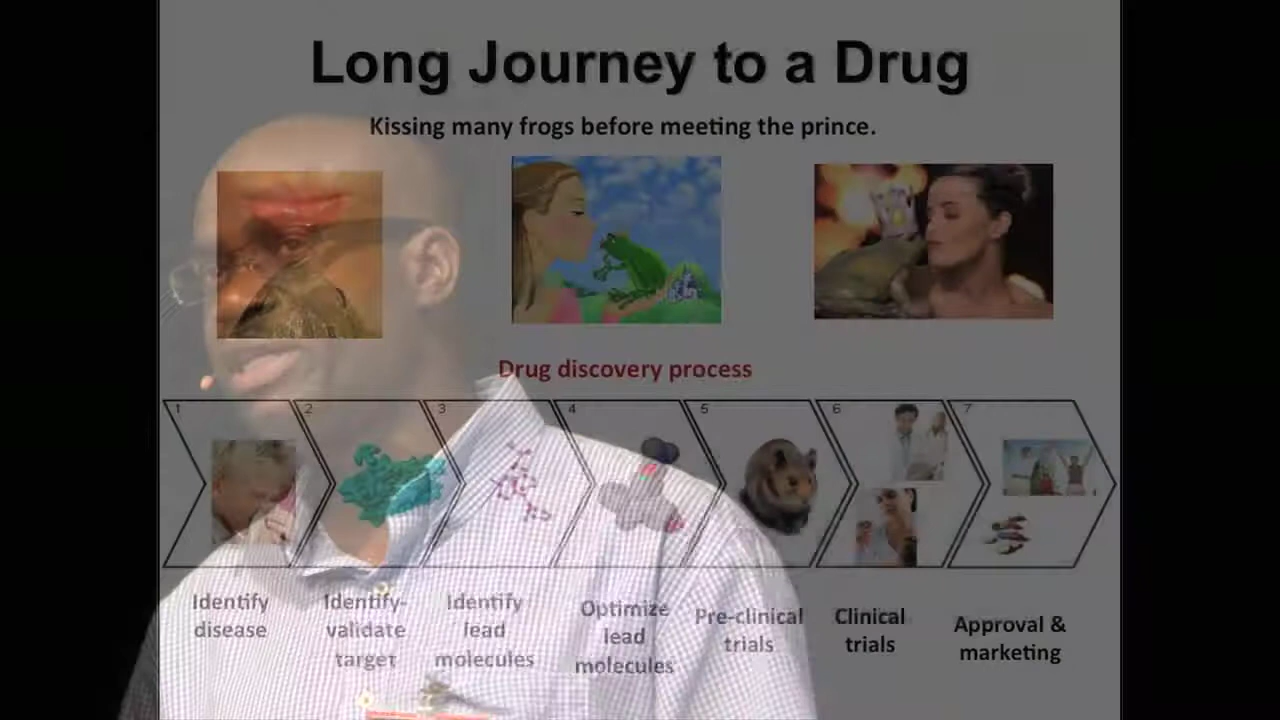 Long Journey to a Drug
Kissing many frogs before meeting the prince.
Drug discovery process
1 2 3 4 5 6 7
Identify disease
Identify-validate target
Identify lead molecules
Optimize lead molecules
Pre-clinical trials
Clinical trials
Approval & marketing